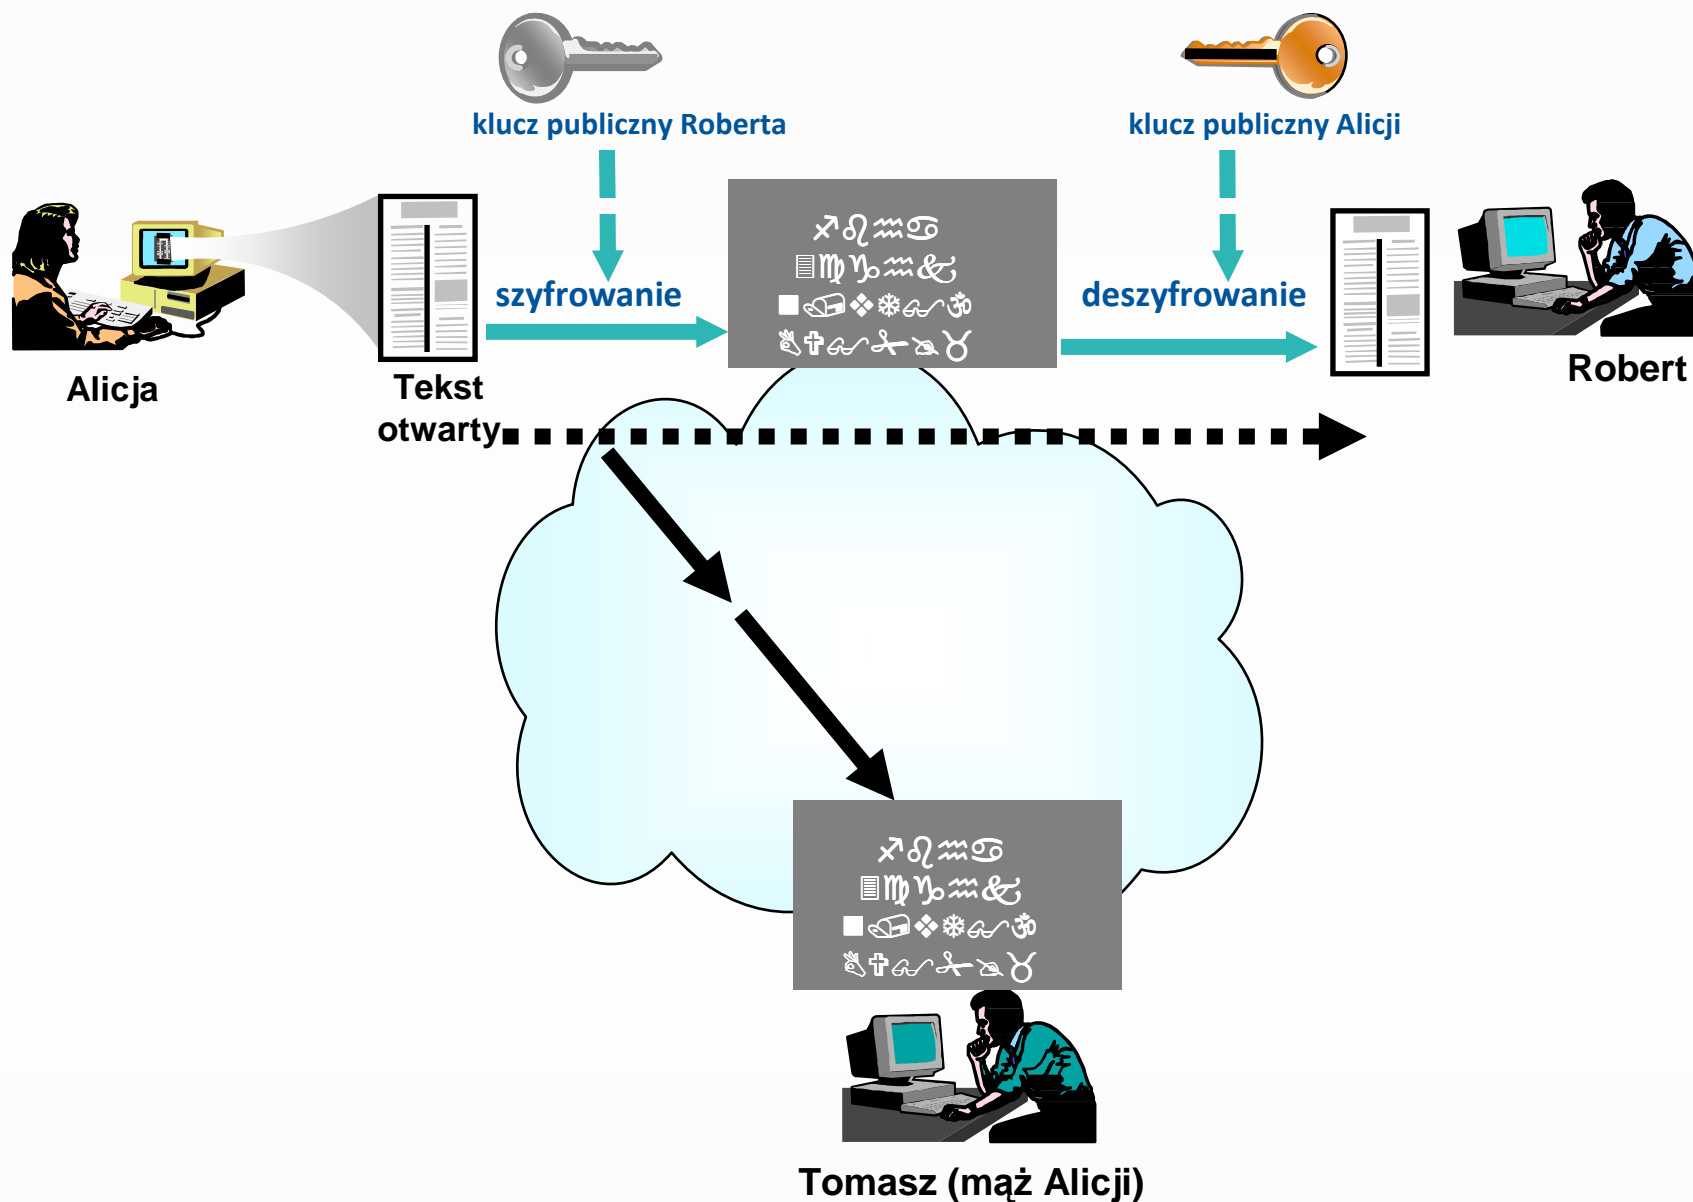 klucz publiczny Roberta
klucz publiczny Alicji
szyfrowanie
deszyfrowanie
Alicja
Tekst
otwarty
Robert
♐♌♒♋
♍♑♒🙰
■❖❄ॐ
✌✞✁✍♉
♐♌♒♋
♍♑♒🙰
■❖❄ॐ
✌✞✁✍♉
Tomasz (mąż Alicji)